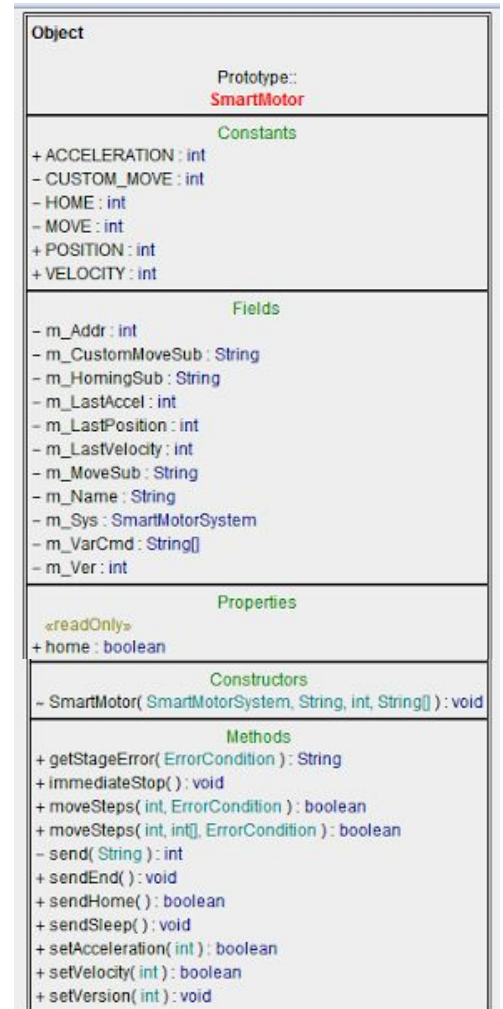 Object
Prototype::
SmartMotor
Constants
+ ACCELERATION : int
– CUSTOM_MOVE : int
– HOME : int
– MOVE : int
+ POSITION : int
+ VELOCITY : int
Fields
– m_Addr : int
– m_CustomMoveSub : String
– m_HomingSub : String
– m_LastAccel : int
– m_LastPosition : int
– m_LastVelocity : int
– m_MoveSub : String
– m_Name : String
– m_Sys : SmartMotorSystem
– m_VarCmd : String[]
– m_Ver : int
Properties
«readOnly»
+ home : boolean
Constructors
~ SmartMotor( SmartMotorSystem, String, int, String[] ) : void
Methods
+ getStageError( ErrorCondition ) : String
+ immediateStop( ) : void
+ moveSteps( int, ErrorCondition ) : boolean
+ moveSteps( int, int[], ErrorCondition ) : boolean
– send( String ) : int
+ sendEnd( ) : void
+ sendHome( ) : boolean
+ sendSleep( ) : void
+ setAcceleration( int ) : boolean
+ setVelocity( int ) : boolean
+ setVersion( int ) : void